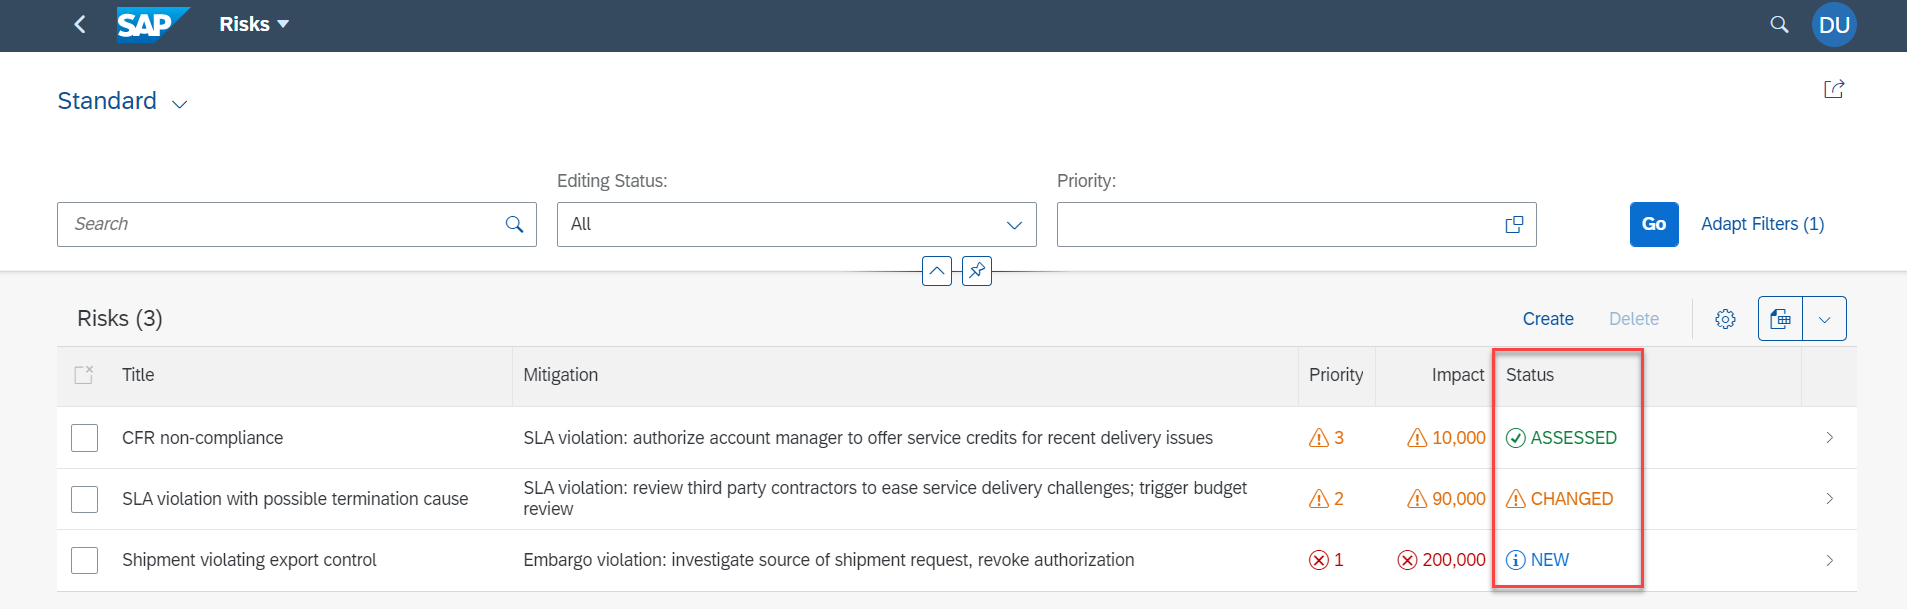 SAP Risks
DU
Standard
Editing Status:
Priority:
Search
All
Go
Adapt Filters (1)
Risks (3)
Create
Delete
Title Mitigation Priority Impact Status
CFR non-compliance SLA violation: authorize account manager to offer service credits for recent delivery issues 3 10,000 ASSESSED
SLA violation with possible termination cause SLA violation: review third party contractors to ease service delivery challenges; trigger budget
review 2 90,000 CHANGED
Shipment violating export control Embargo violation: investigate source of shipment request, revoke authorization 1 200,000 NEW